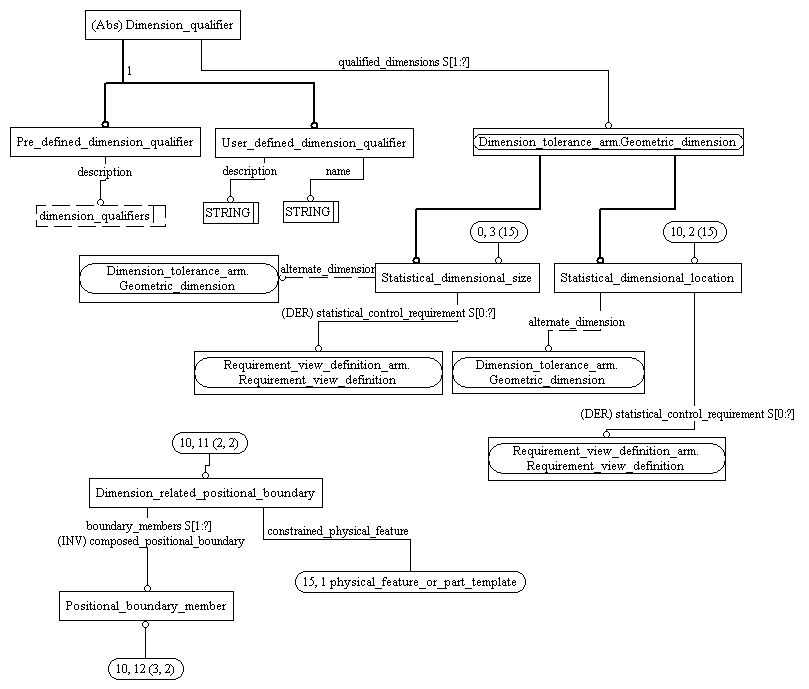 (Abs) Dimension_qualifier
1
qualified_dimensions S[1:?]
Pre_defined_dimension_qualifier
User_defined_dimension_qualifier
Dimension_tolerance_arm.Geometric_dimension
description
description
name
dimension_qualifiers
STRING
STRING
0, 3 (15)
10, 2 (15)
Dimension_tolerance_arm.
Geometric_dimension
alternate_dimension
Statistical_dimensional_size
Statistical_dimensional_location
(DER) statistical_control_requirement S[0:?]
alternate_dimension
Requirement_view_definition_arm.
Requirement_view_definition
Dimension_tolerance_arm.
Geometric_dimension
(DER) statistical_control_requirement S[0:?]
Requirement_view_definition_arm.
Requirement_view_definition
10, 11 (2, 2)
Dimension_related_positional_boundary
boundary_members S[1:?]
(INV) composed_positional_boundary
constrained_physical_feature
15, 1 physical_feature_or_part_template
Positional_boundary_member
10, 12 (3, 2)